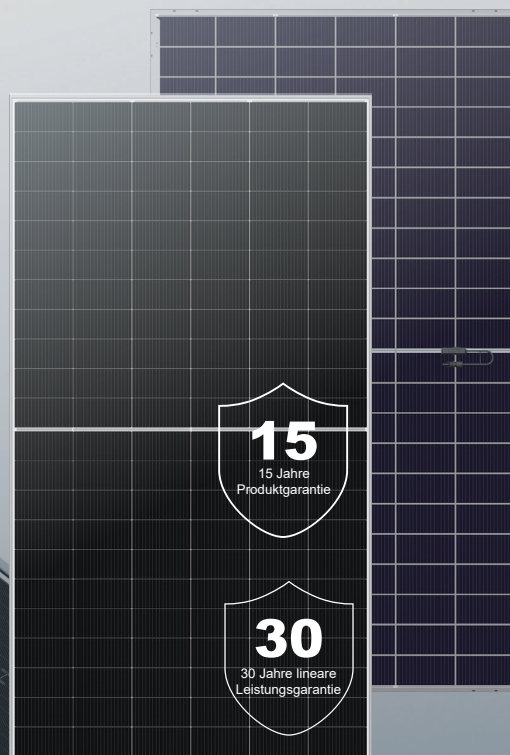 15
15 Jahre
Produktgarantie
30
30 Jahre lineare
Leistungsgarantie